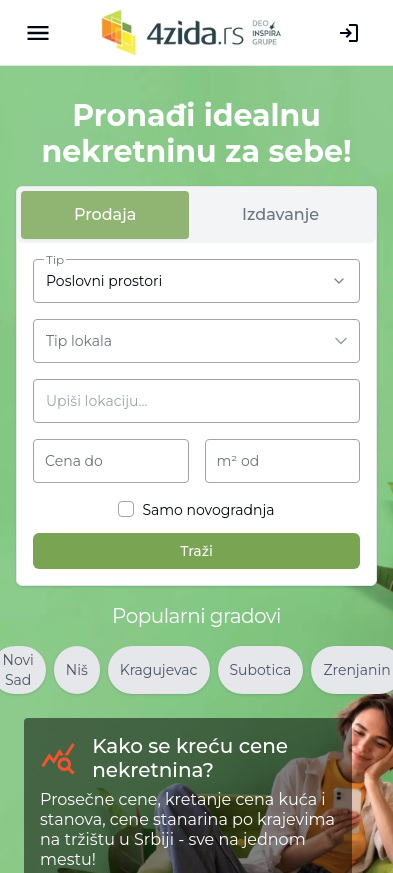 4zida.rs
DEO
INSPIRA
GRUPE
Pronađi idealnu
nekretninu za sebe!
Prodaja
Izdavanje
Tip
Poslovni prostori
Tip lokala
Upiši lokaciju...
Cena do
m² od
Samo novogradnja
Traži
Popularni gradovi
Novi
Sad
Niš
Kragujevac
Subotica
Zrenjanin
Kako se kreću cene
nekretnina?
Prosečne cene, kretanje cena kuća i
stanova, cene stanarina po krajevima
na tržištu u Srbiji - sve na jednom
mestu!